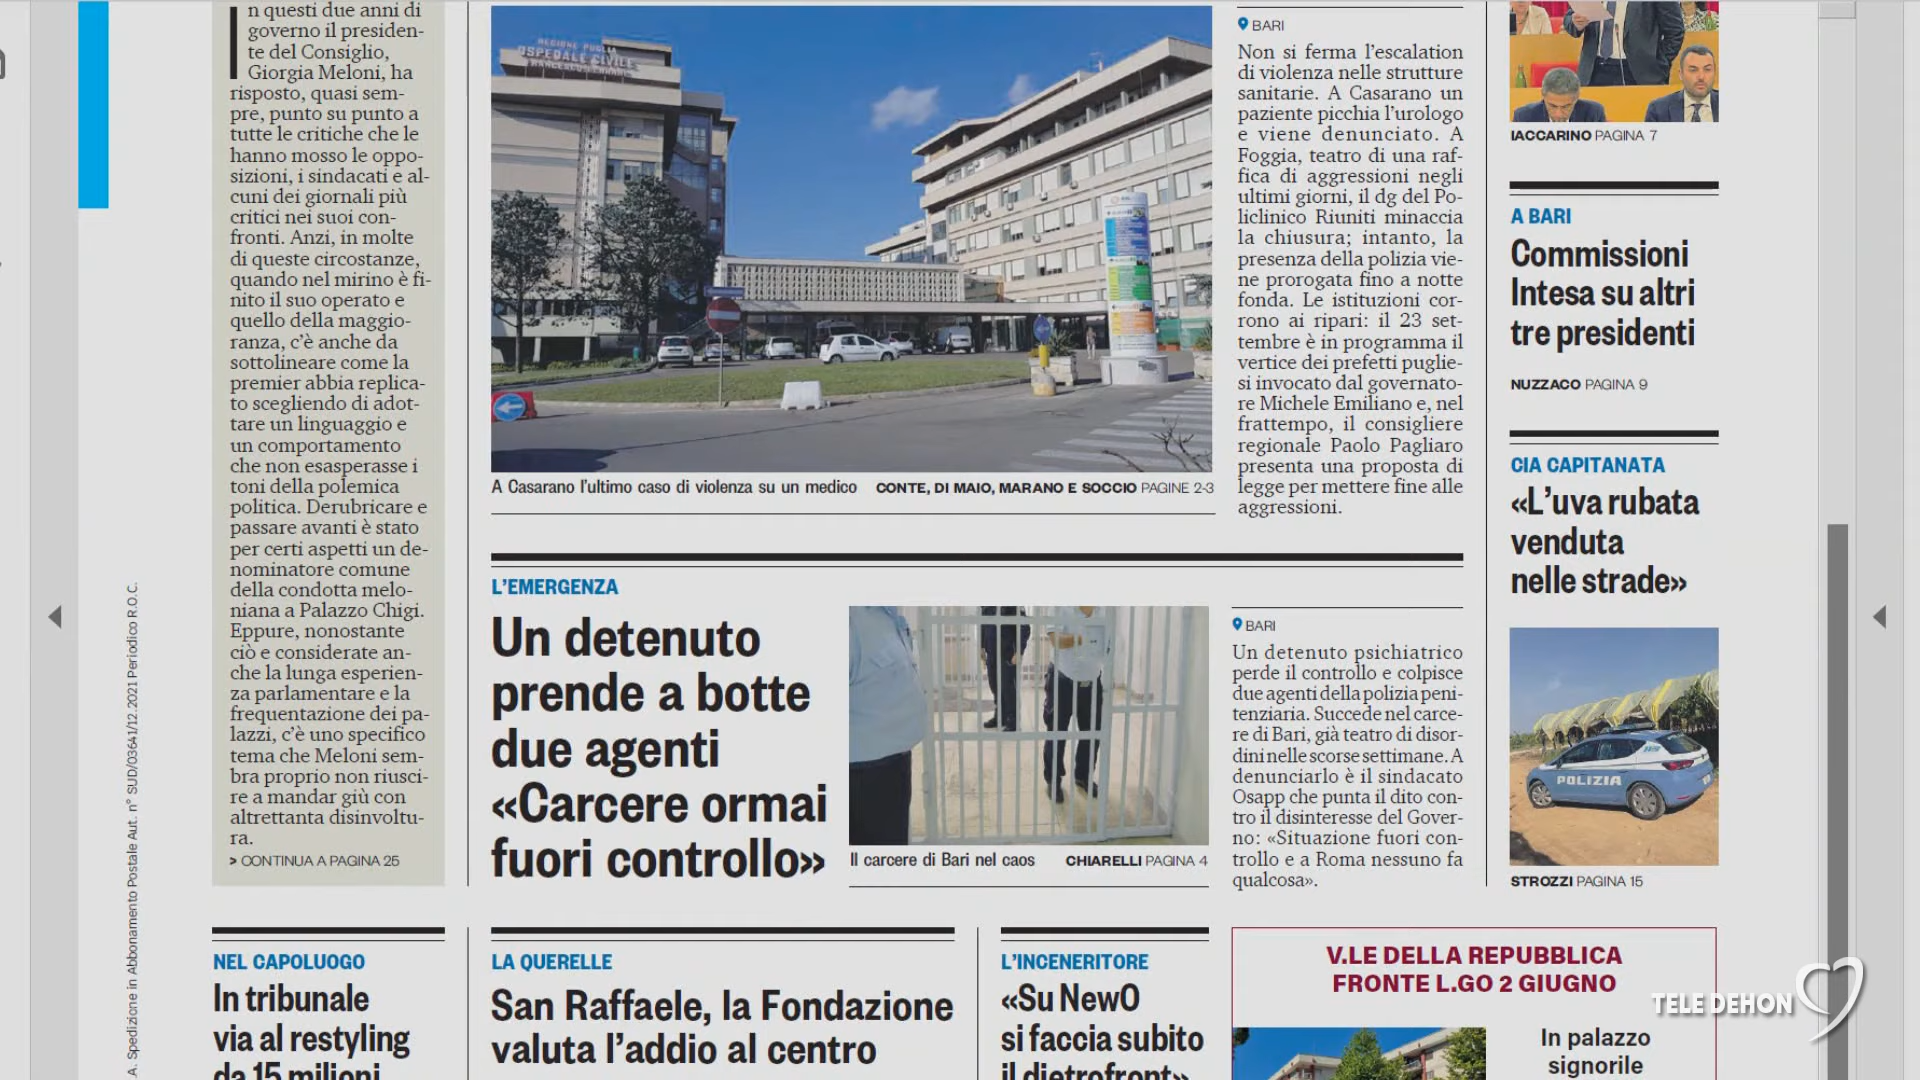 In questi due anni di
governo il presiden-
te del Consiglio,
Giorgia Meloni, ha
risposto, quasi sem-
pre, punto su punto a
tutte le critiche che le
hanno mosso le oppo-
sizioni, i sindacati e al-
cuni dei giornali più
critici nei suoi con-
fronti. Anzi, in molte
di queste circostanze,
quando nel mirino è fi-
nito il suo operato e
quello della maggio-
ranza, c'è anche da
sottolineare come la
premier abbia replica-
to scegliendo di adot-
tare un linguaggio e
un comportamento
che non esasperasse i
toni della polemica
politica. Derubricare e
passare avanti è stato
per certi aspetti un de-
nominatore comune
della condotta melo-
niana a Palazzo Chigi.
Eppure, nonostante
ciò e considerate an-
che la lunga esperien-
za parlamentare e la
frequentazione dei pa-
lazzi, c'è uno specifico
tema che Meloni sem-
bra proprio non riusci-
re a mandar giù con
altrettanta disinvoltu-
ra.
> CONTINUA A PAGINA 25
REGIONE PUGLIA
OSPEDALE CIVILE
FRANCESCO FERRARI
A Casarano l'ultimo caso di violenza su un medico CONTE, DI MAIO, MARANO E SOCCIO PAGINE 2-3
BARI
Non si ferma l'escalation
di violenza nelle strutture
sanitarie. A Casarano un
paziente picchia l'urologo
e viene denunciato. A
Foggia, teatro di una raf-
fica di aggressioni negli
ultimi giorni, il dg del Po-
liclinico Riuniti minaccia
la chiusura; intanto, la
presenza della polizia vie-
ne prorogata fino a notte
fonda. Le istituzioni cor-
rono ai ripari: il 23 set-
tembre è in programma il
vertice dei prefetti puglie-
si invocato dal governato-
re Michele Emiliano e, nel
frattempo, il consigliere
regionale Paolo Pagliaro
presenta una proposta di
legge per mettere fine alle
aggressioni.
IACCARINO PAGINA 7
A BARI
Commissioni
Intesa su altri
tre presidenti
NUZZACO PAGINA 9
CIA CAPITANATA
«L'uva rubata
venduta
nelle strade»
POLIZIA
STROZZI PAGINA 15
L'EMERGENZA
Un detenuto
prende a botte
due agenti
«Carcere ormai
fuori controllo»
Il carcere di Bari nel caos CHIARELLI PAGINA 4
BARI
Un detenuto psichiatrico
perde il controllo e colpisce
due agenti della polizia peni-
tenziaria. Succede nel carce-
re di Bari, già teatro di disor-
dini nelle scorse settimane. A
denunciarlo è il sindacato
Osapp che punta il dito con-
tro il disinteresse del Gover-
no: «Situazione fuori con-
trollo e a Roma nessuno fa
qualcosa».
.A. Spedizione in Abbonamento Postale Aut. n° SUD/03641/12.2021 Periodico R.O.C.
NEL CAPOLUOGO
In tribunale
via al restyling
da 15 milioni
LA QUERELLE
San Raffaele, la Fondazione
valuta l'addio al centro
L'INCENERITORE
«Su NewO
si faccia subito
il dietrofront»
V.LE DELLA REPUBBLICA
FRONTE L.GO 2 GIUGNO
In palazzo
signorile
TELE DEHON